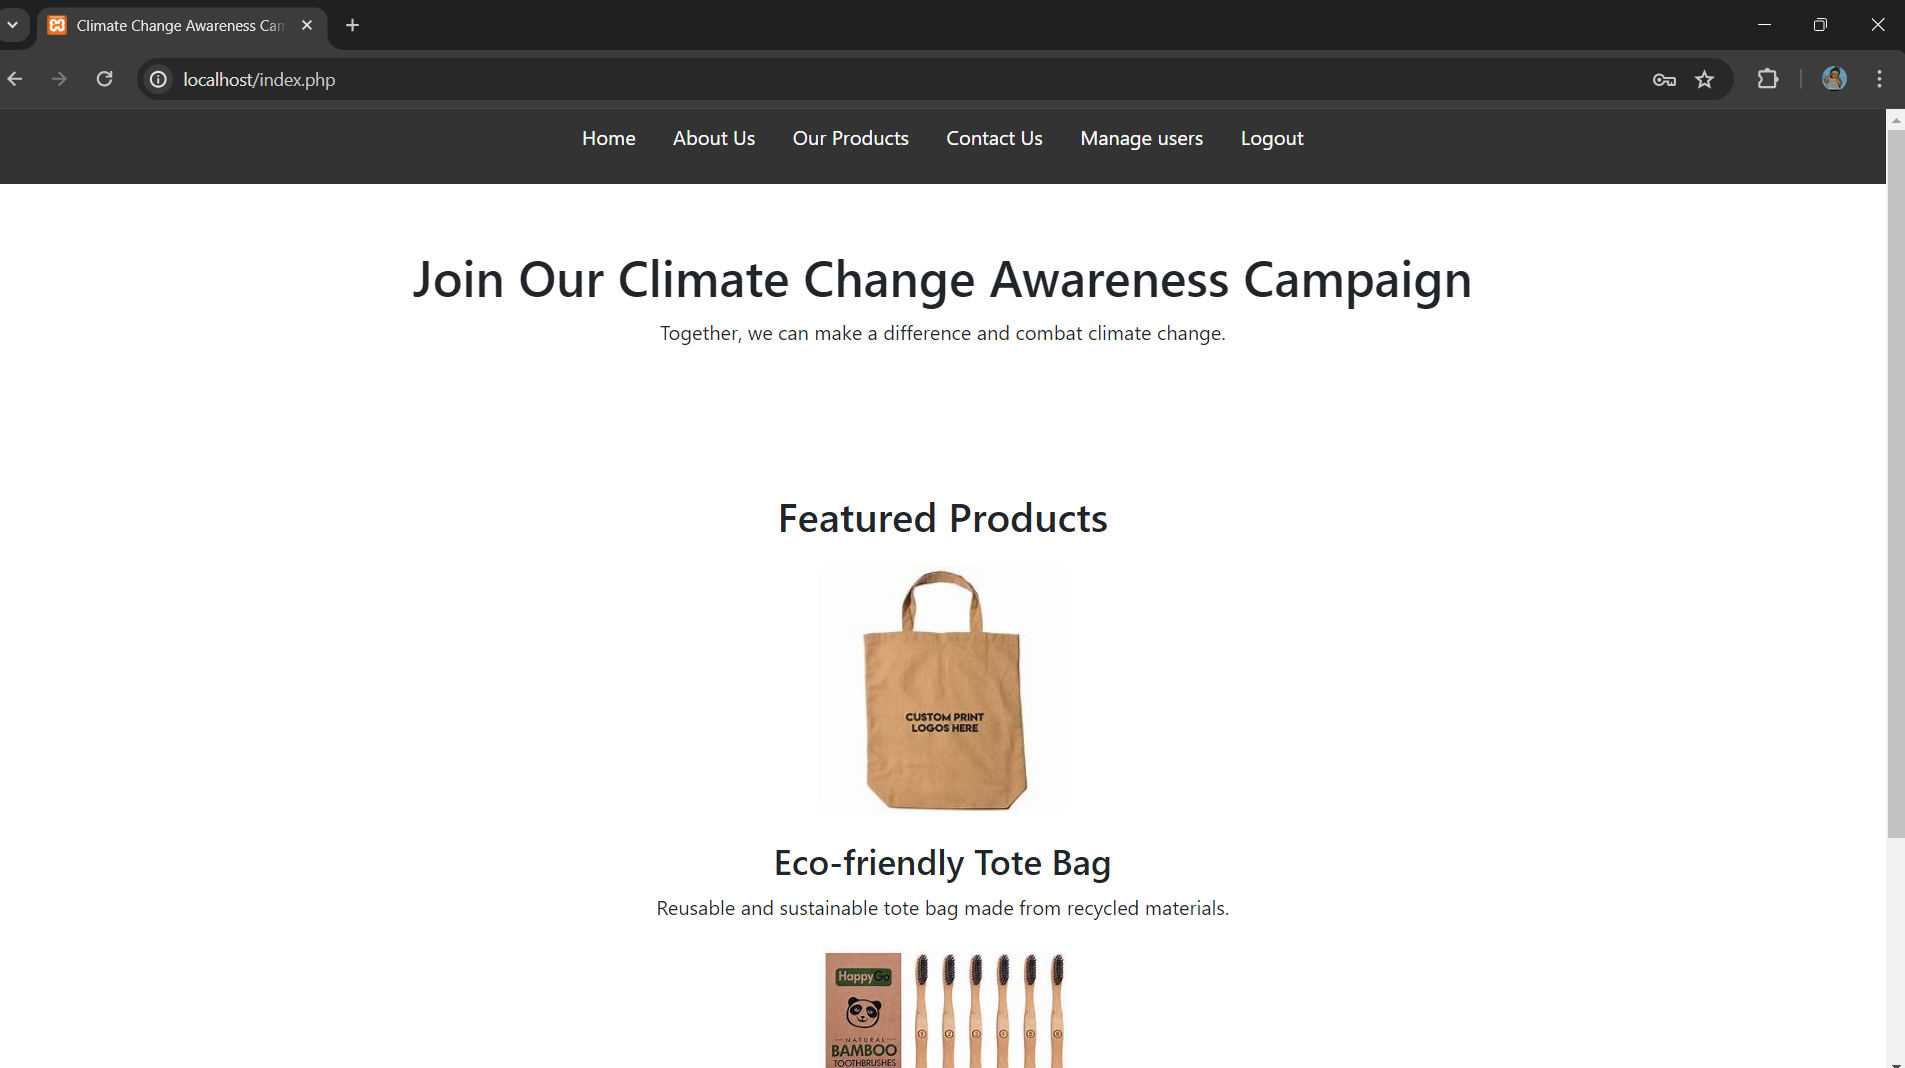 Climate Change Awareness Car
localhost/index.php
Home About Us Our Products Contact Us Manage users Logout
Join Our Climate Change Awareness Campaign
Together, we can make a difference and combat climate change.
Featured Products
CUSTOM PRINT
LOGOS HERE
Eco-friendly Tote Bag
Reusable and sustainable tote bag made from recycled materials.
HappyGo
NATURAL
BAMBOO
TOOTHBRUSHES